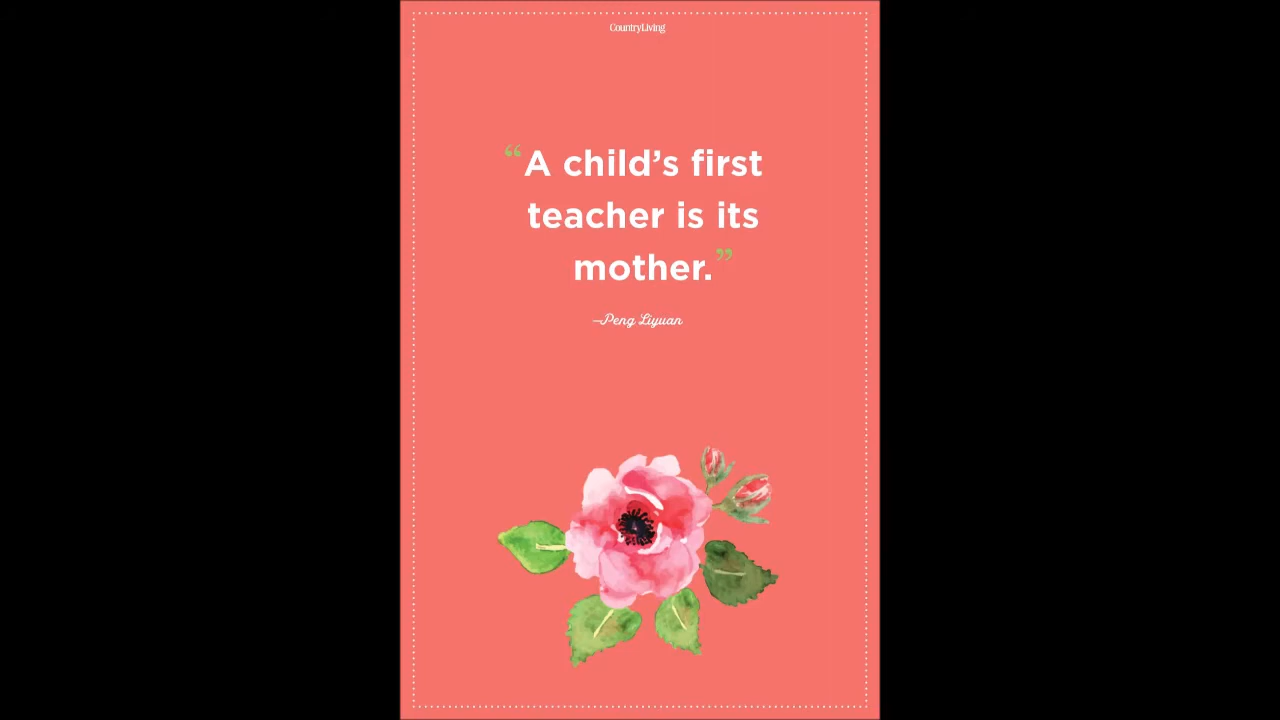 CountryLiving
“A child’s first
teacher is its
mother.”
—Peng Liyuan